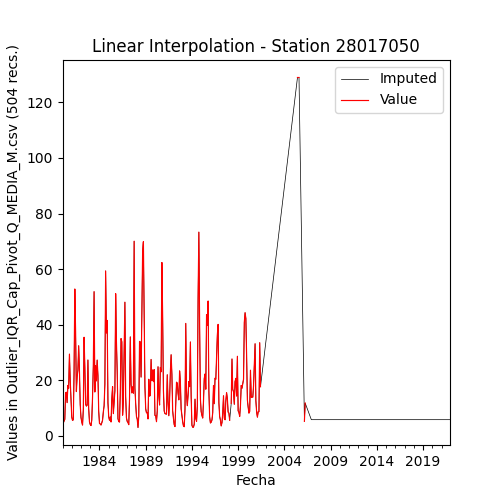 Linear Interpolation - Station 28017050
Imputed
Value
Values in Outlier_IQR_Cap_Pivot_Q_MEDIA_M.csv (504 recs.)
120
100
80
60
40
20
0
1984 1989 1994 1999 2004 2009 2014 2019
Fecha